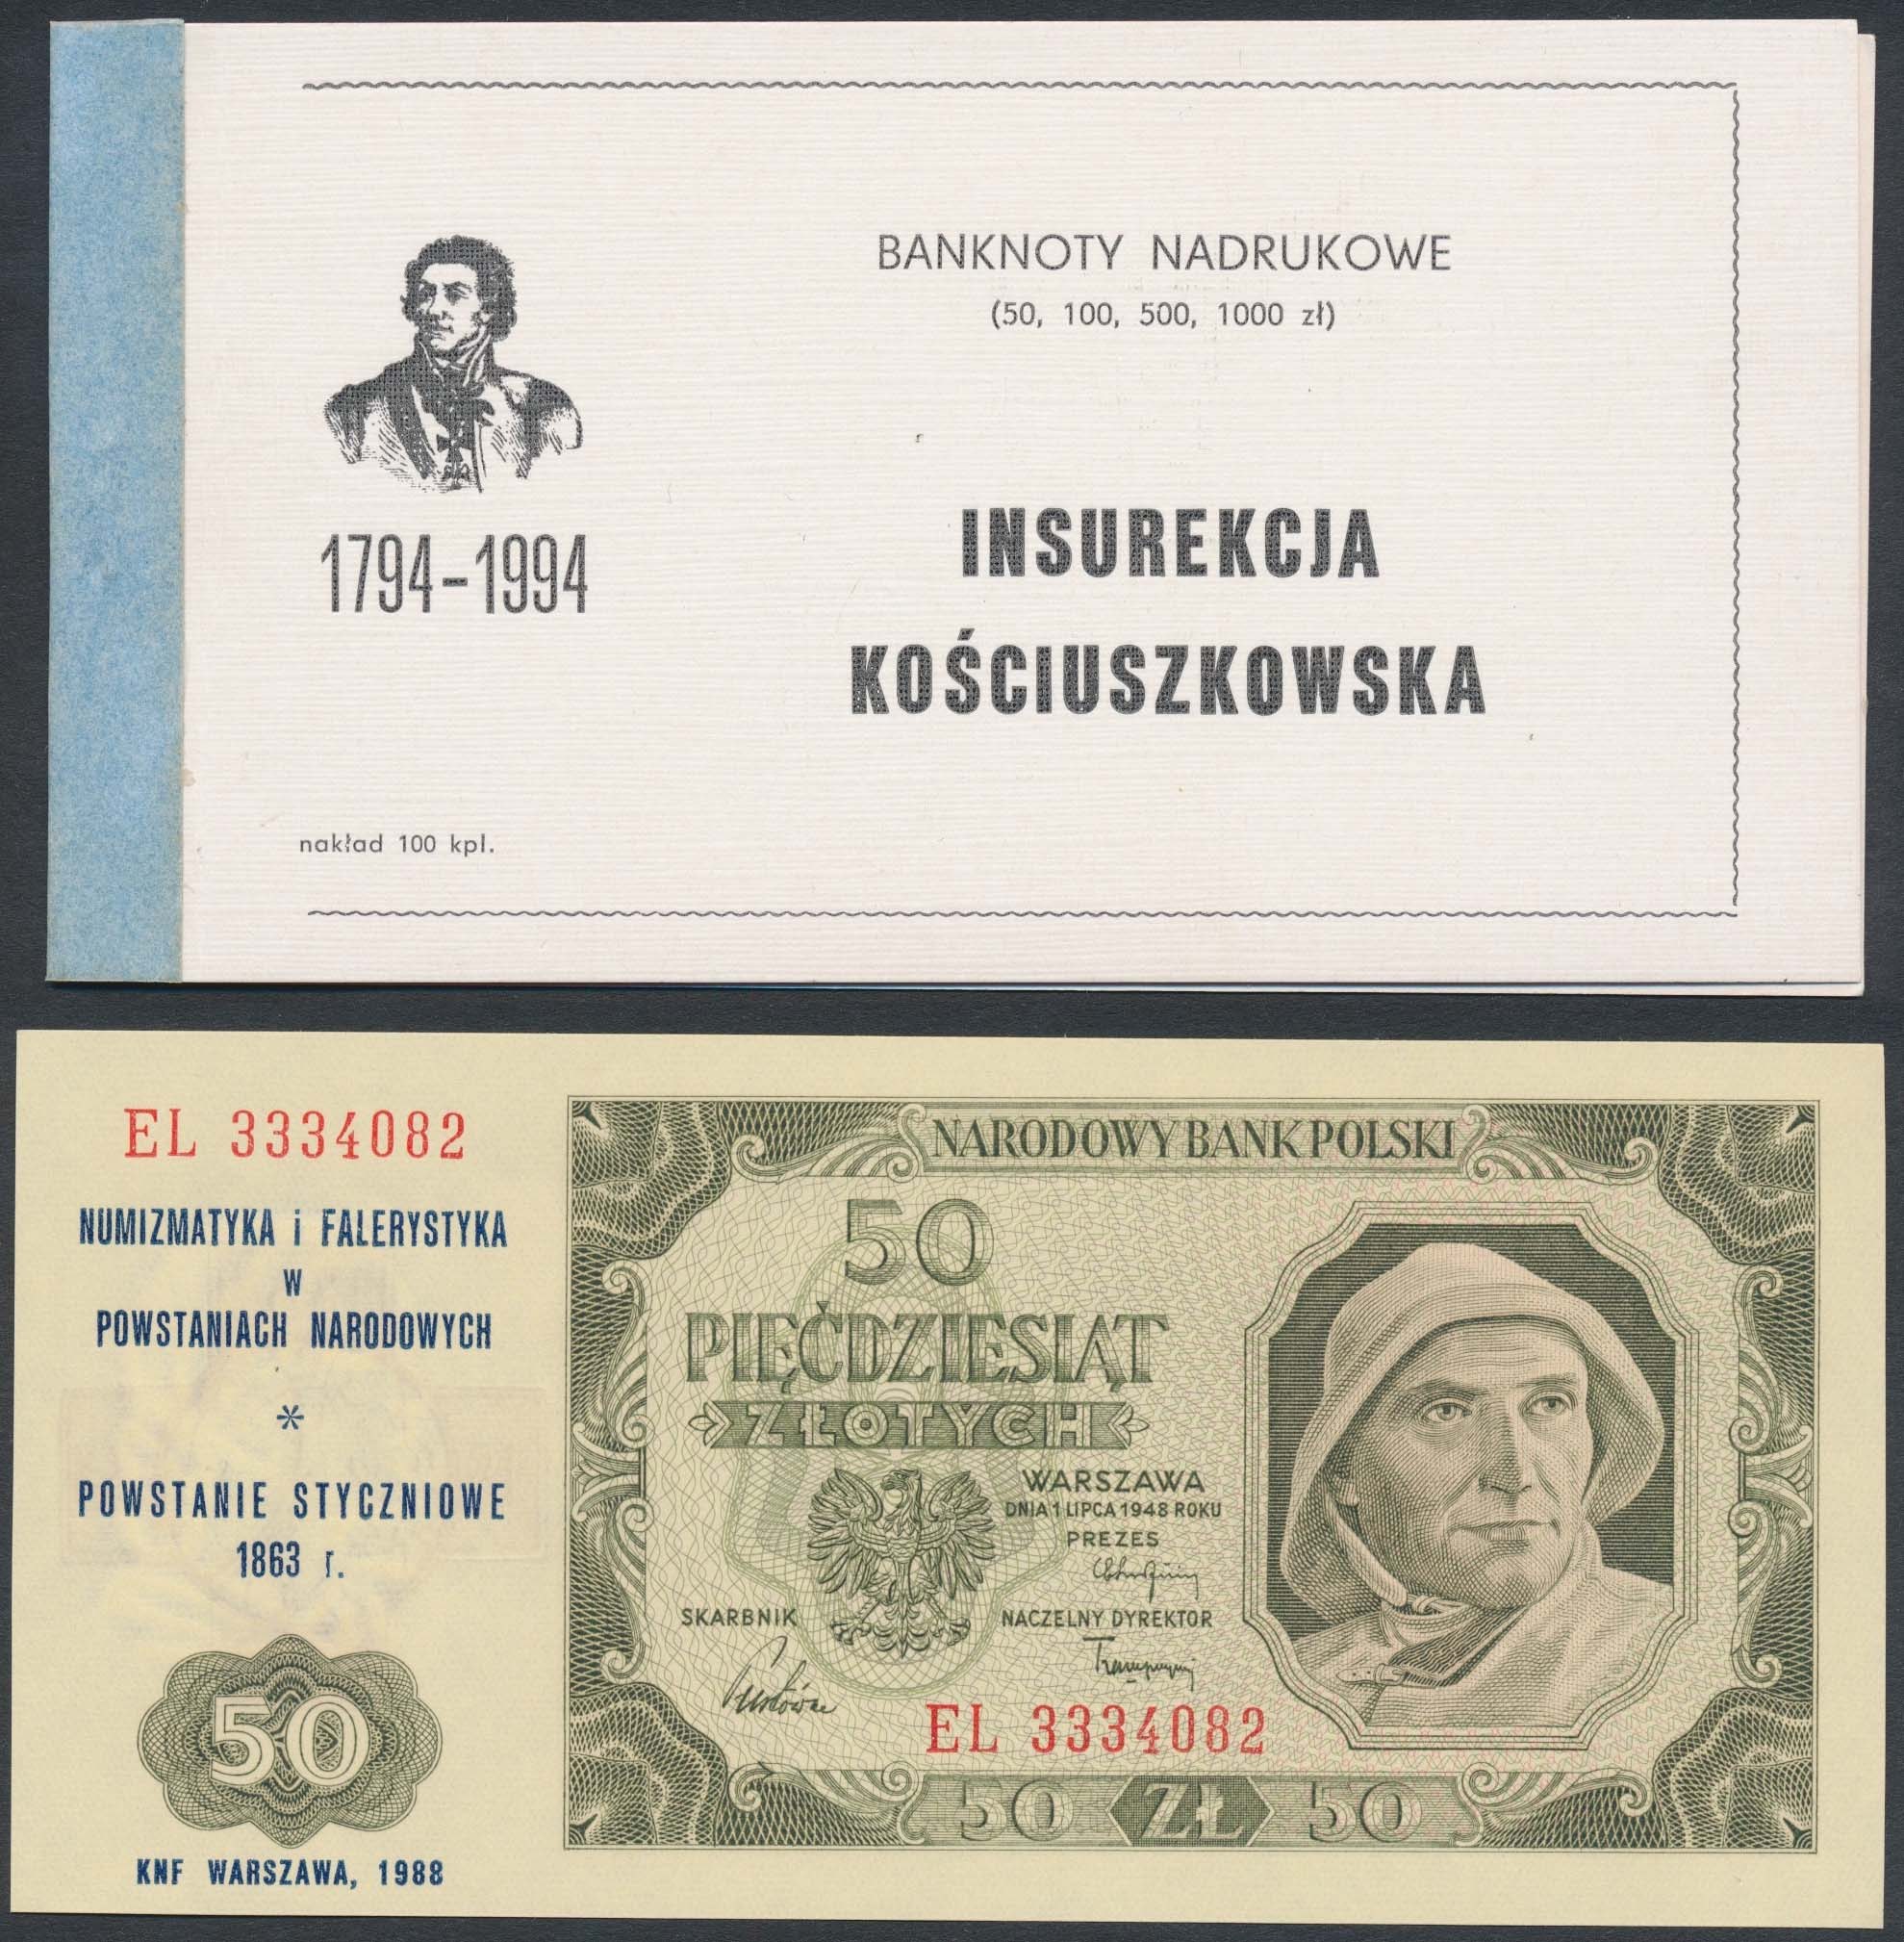 BANKNOTY NADRUKOWE
(50, 100, 500, 1000 zł)
INSUREKCJA
KOŚCIUSZKOWSKA
1794-1994
nakład 100 kpl.
EL 3334082
NUMIZMATYKA i FALERYSTYKA
W
POWSTANIACH NARODOWYCH
*
POWSTANIE STYCZNIOWE
1863 r.
50
KNF WARSZAWA, 1988
NARODOWY BANK POLSKI
50
PIĘĆDZIESIĄT
ZŁOTYCH
WARSZAWA
DNIA 1 LIPCA 1948 ROKU
PREZES
SKARBNIK
NACZELNY DYREKTOR
EL 3334082
50 ZŁ 50